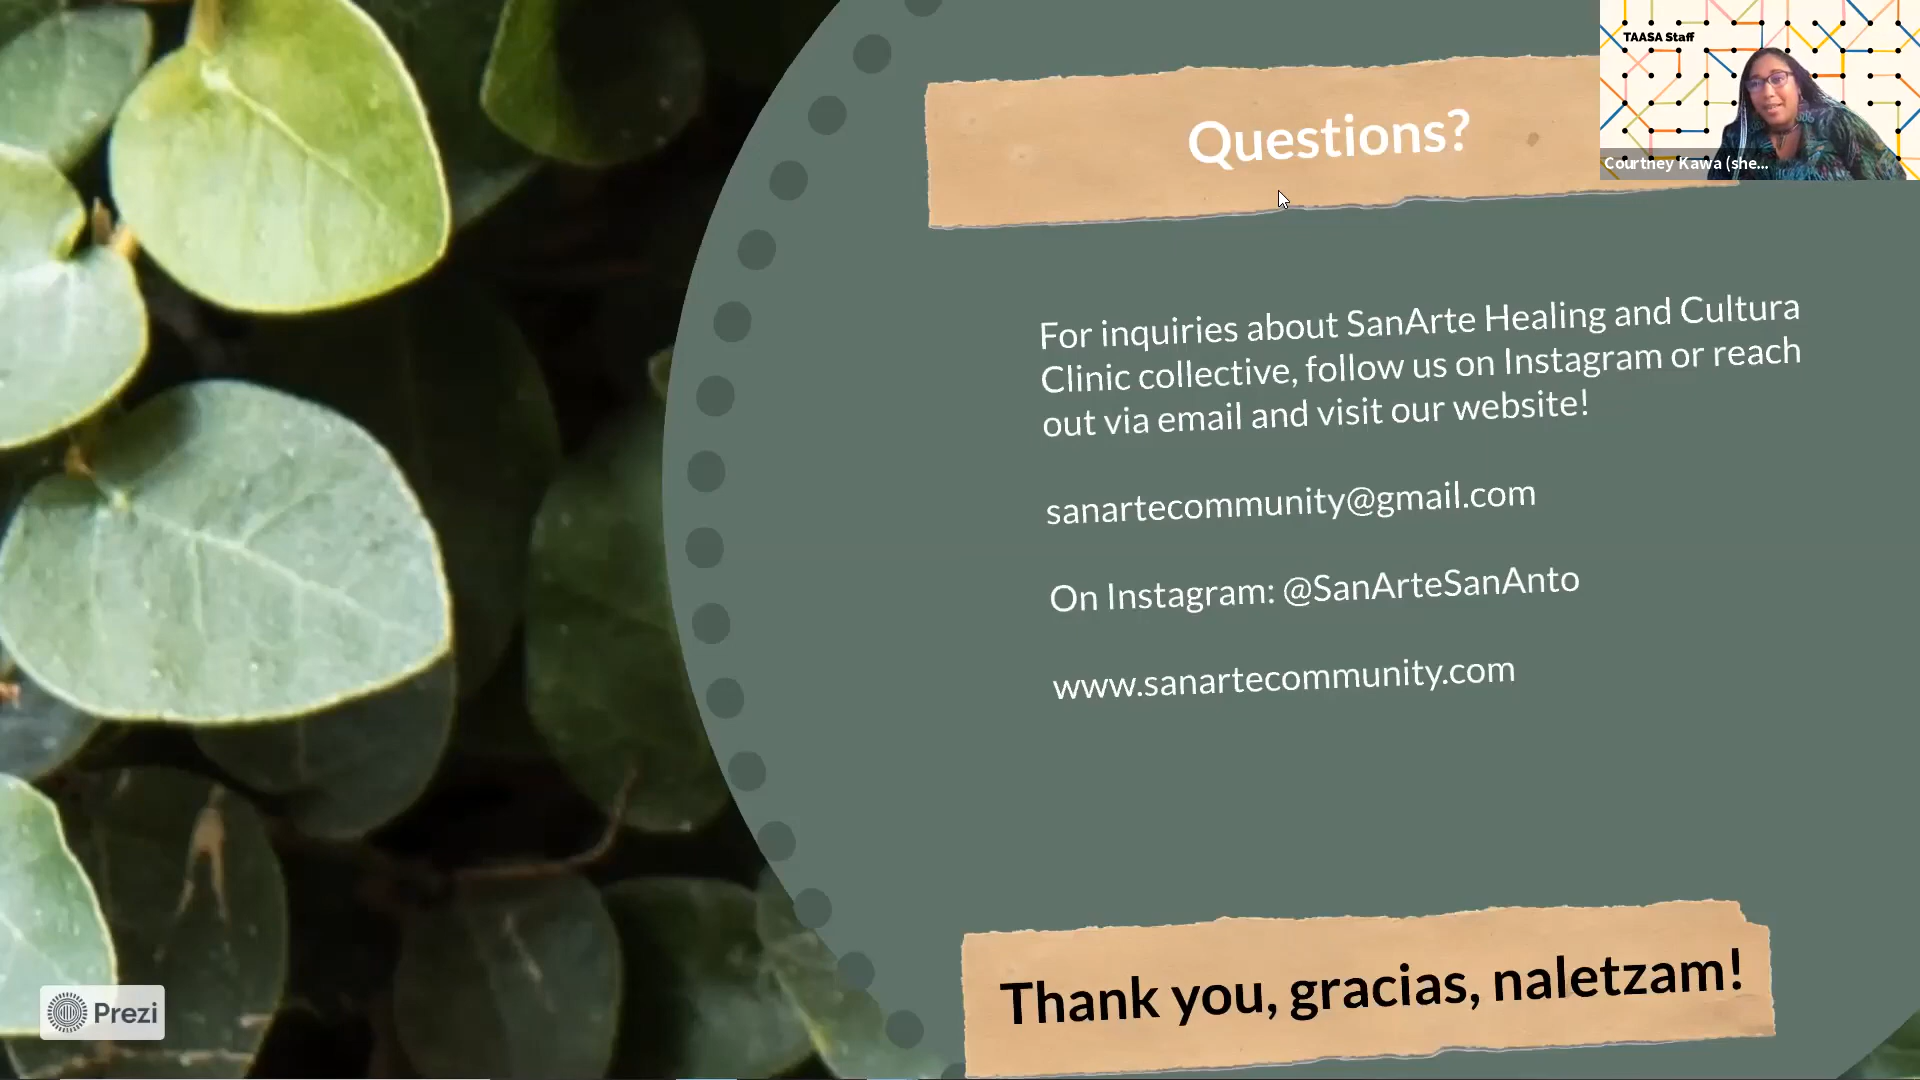 TAASA Staff
Courtney Kawa (she...
Questions?
For inquiries about SanArte Healing and Cultura
Clinic collective, follow us on Instagram or reach
out via email and visit our website!
sanartecommunity@gmail.com
On Instagram: @SanArteSanAnto
www.sanartecommunity.com
Thank you, gracias, naletzam!
Prezi